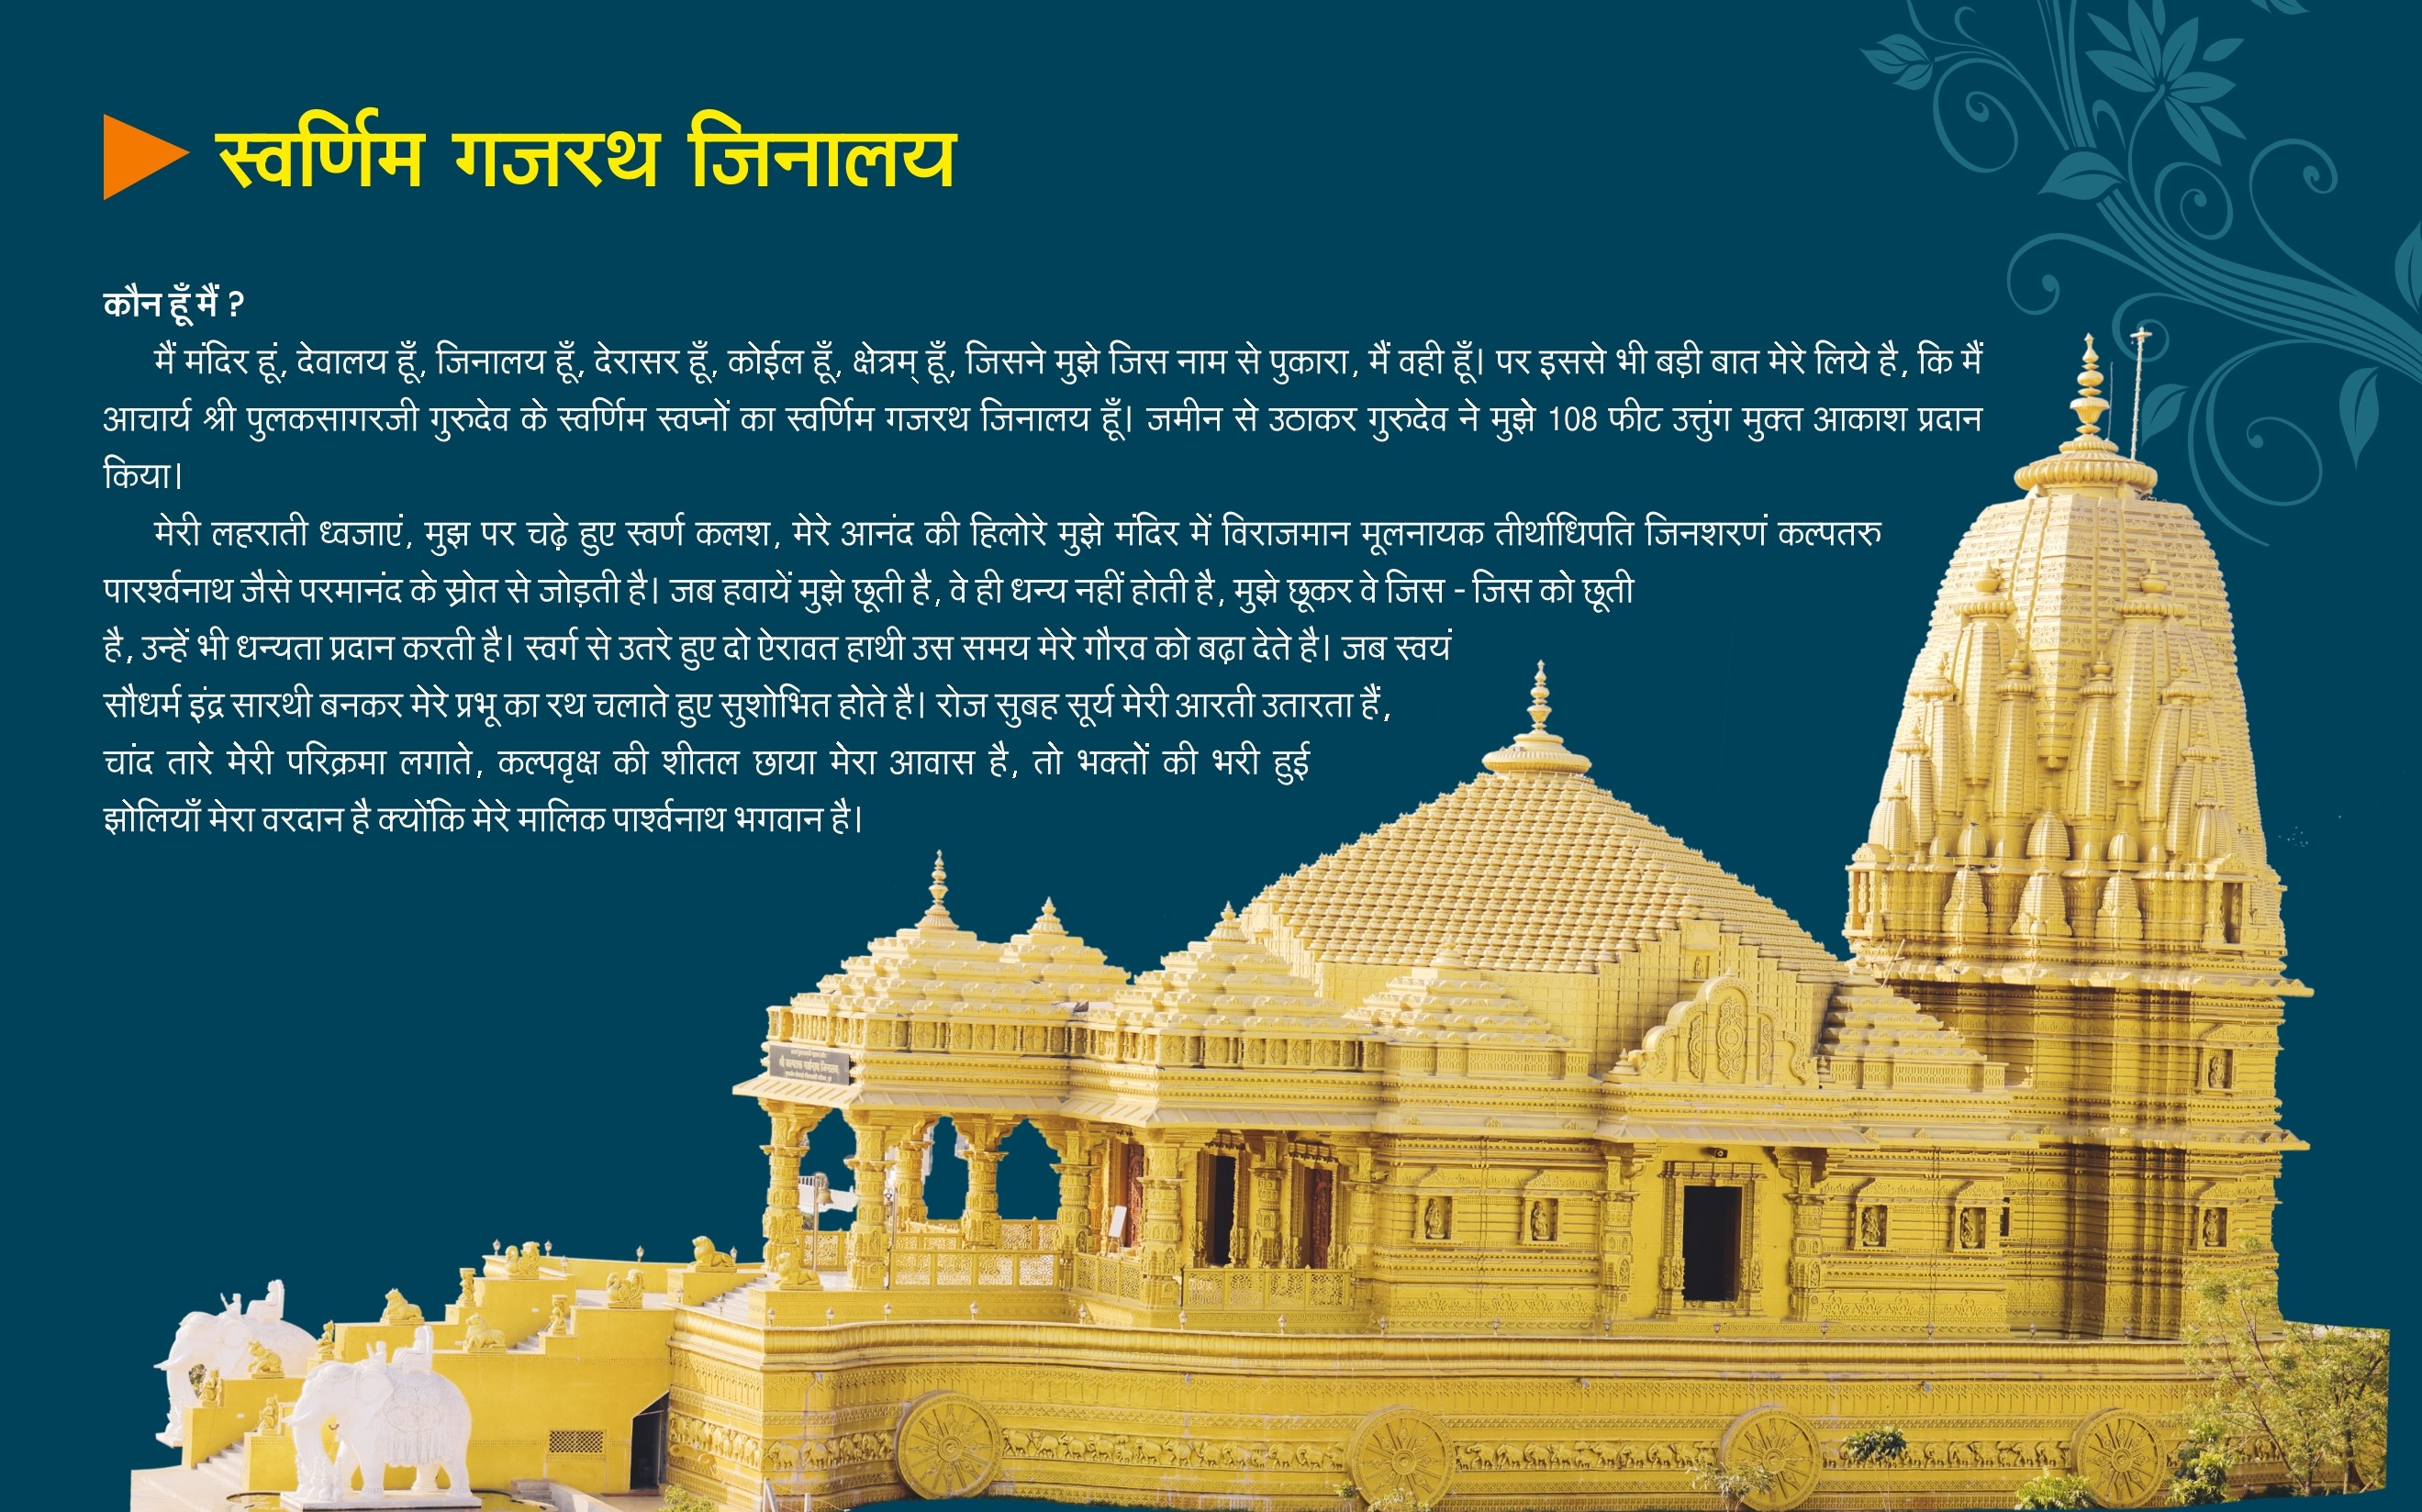 स्वर्णिम गजरथ जिनालय
कौन हूँ मैं ?
मैं मंदिर हूं, देवालय हूँ, जिनालय हूँ, देरासर हूँ, कोईल हूँ, क्षेत्रम् हूँ, जिसने मुझे जिस नाम से पुकारा, मैं वही हूँ। पर इससे भी बड़ी बात मेरे लिये है, कि मैं
आचार्य श्री पुलकसागरजी गुरुदेव के स्वर्णिम स्वप्नों का स्वर्णिम गजरथ जिनालय हूँ। जमीन से उठाकर गुरुदेव ने मुझे 108 फीट उत्तुंग मुक्त आकाश प्रदान
किया।
मेरी लहराती ध्वजाएं, मुझ पर चढ़े हुए स्वर्ण कलश, मेरे आनंद की हिलोरे मुझे मंदिर में विराजमान मूलनायक तीर्थाधिपति जिनशरणं कल्पतरु
पारर्श्वनाथ जैसे परमानंद के स्रोत से जोड़ती है। जब हवायें मुझे छूती है, वे ही धन्य नहीं होती है, मुझे छूकर वे जिस - जिस को छूती
है, उन्हें भी धन्यता प्रदान करती है। स्वर्ग से उतरे हुए दो ऐरावत हाथी उस समय मेरे गौरव को बढ़ा देते है। जब स्वयं
सौधर्म इंद्र सारथी बनकर मेरे प्रभू का रथ चलाते हुए सुशोभित होते है। रोज सुबह सूर्य मेरी आरती उतारता हैं,
चांद तारे मेरी परिक्रमा लगाते, कल्पवृक्ष की शीतल छाया मेरा आवास है, तो भक्तों की भरी हुई
झोलियाँ मेरा वरदान है क्योंकि मेरे मालिक पार्श्वनाथ भगवान है।